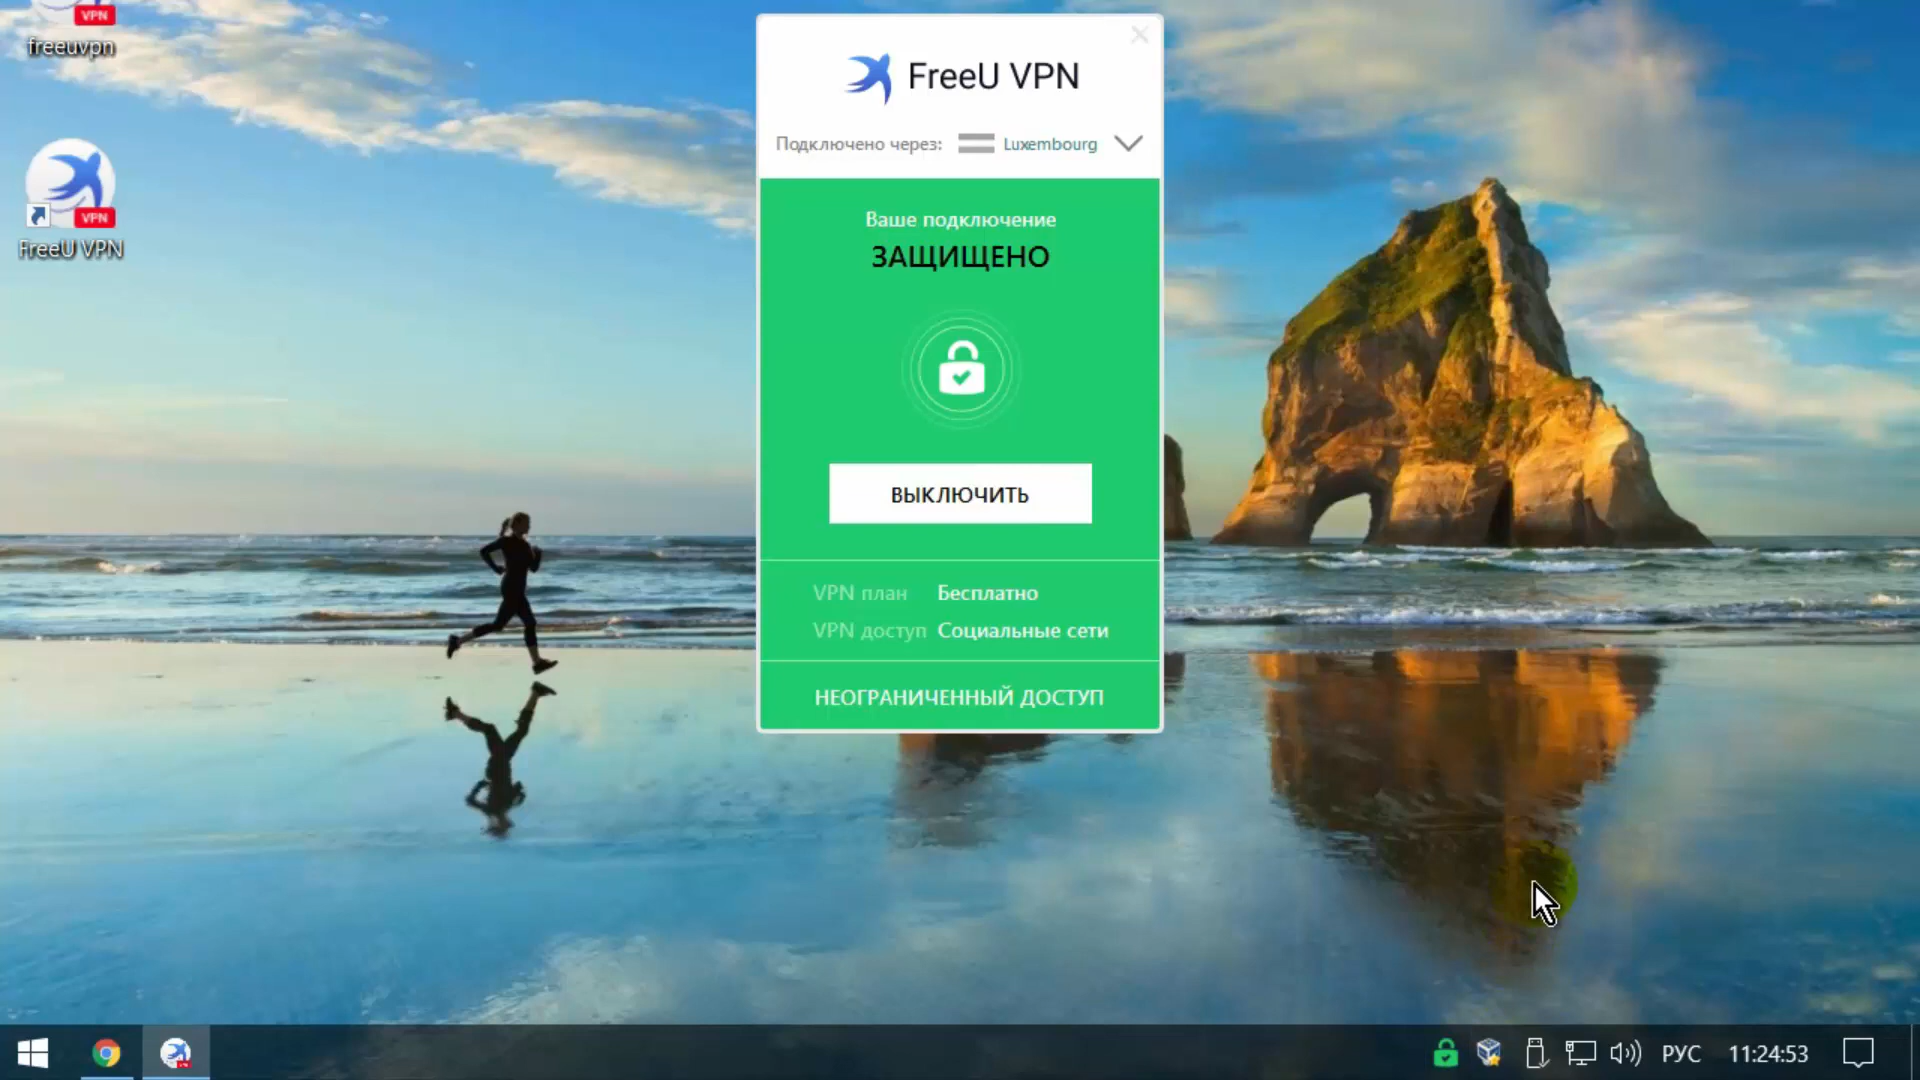 VPN
freeuvpn
VPN
FreeU VPN
FreeU VPN
Подключено через: Luxembourg
Ваше подключение
ЗАЩИЩЕНО
ВЫКЛЮЧИТЬ
VPN план Бесплатно
VPN доступ Социальные сети
НЕОГРАНИЧЕННЫЙ ДОСТУП
РУС 11:24:53